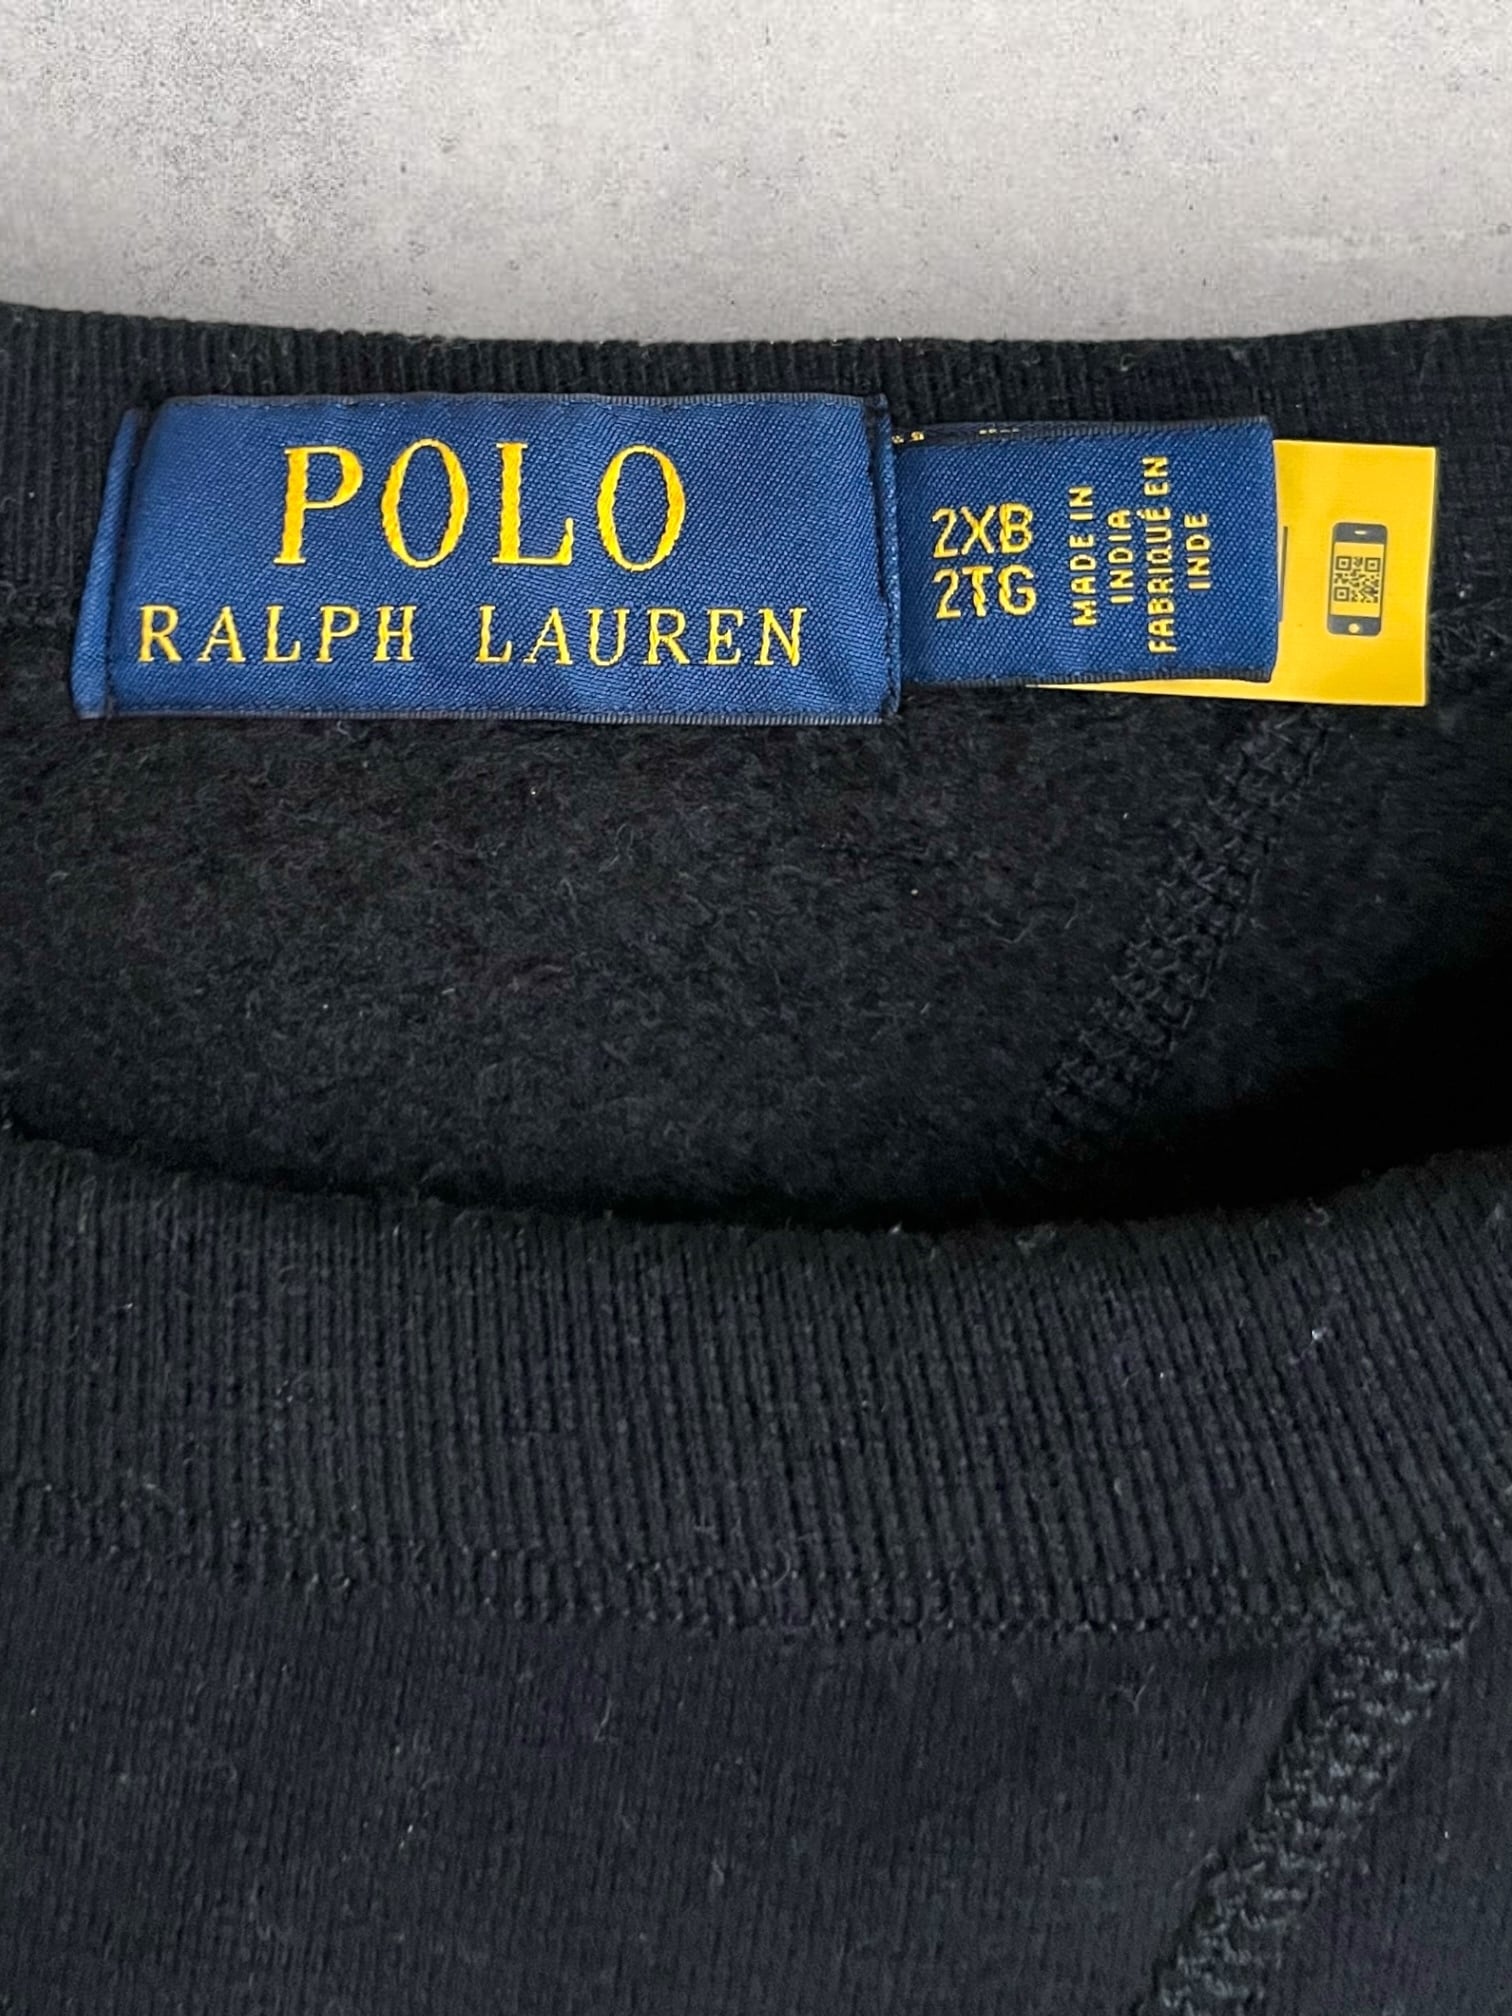 POLO
RALPH LAUREN
2XB
2TG
MADE IN
INDIA
FABRIQUÉ EN
INDE